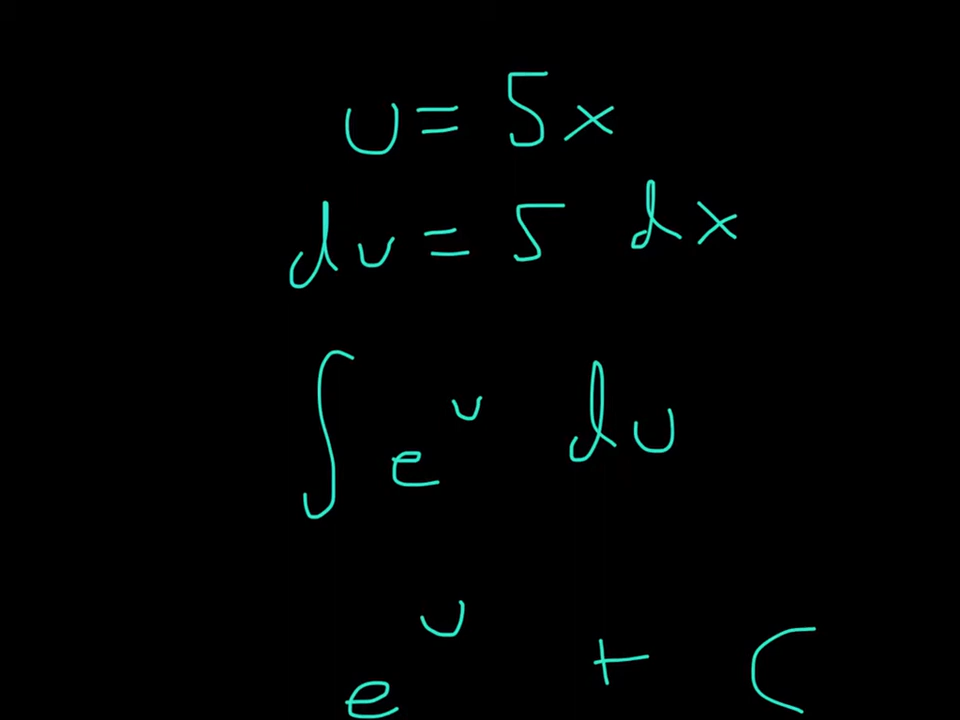 u = 5x
du = 5 dx
∫ e^u du
e^u + C